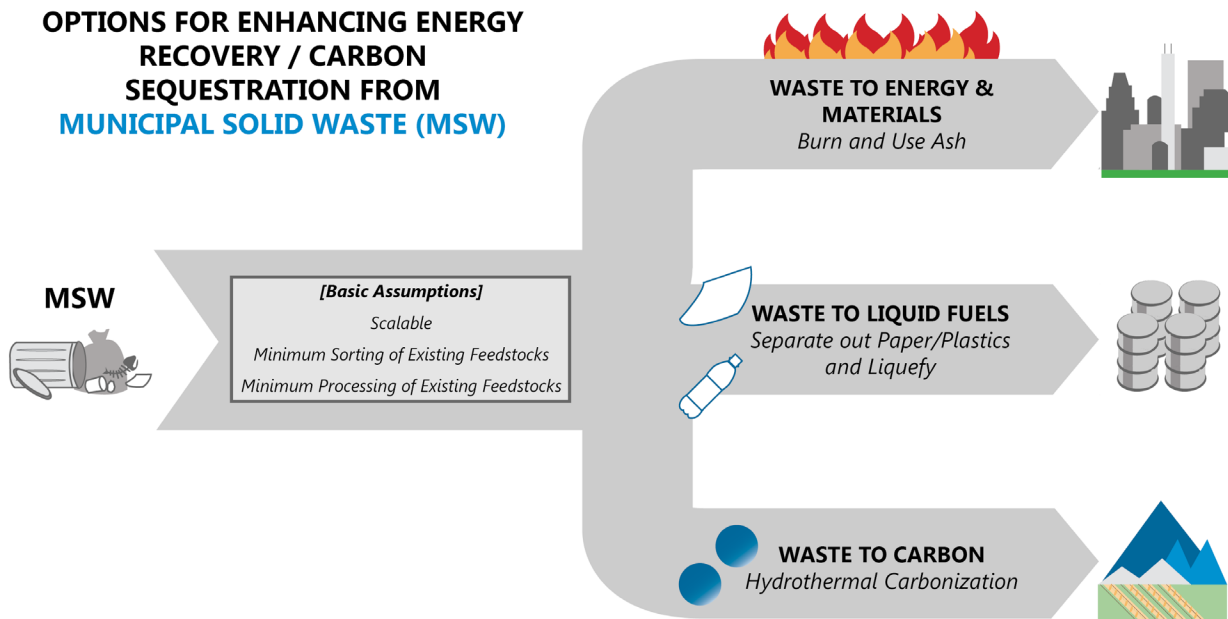 OPTIONS FOR ENHANCING ENERGY
RECOVERY / CARBON
SEQUESTRATION FROM
MUNICIPAL SOLID WASTE (MSW)
MSW
[Basic Assumptions]
Scalable
Minimum Sorting of Existing Feedstocks
Minimum Processing of Existing Feedstocks
WASTE TO ENERGY &
MATERIALS
Burn and Use Ash
WASTE TO LIQUID FUELS
Separate out Paper/Plastics
and Liquefy
WASTE TO CARBON
Hydrothermal Carbonization